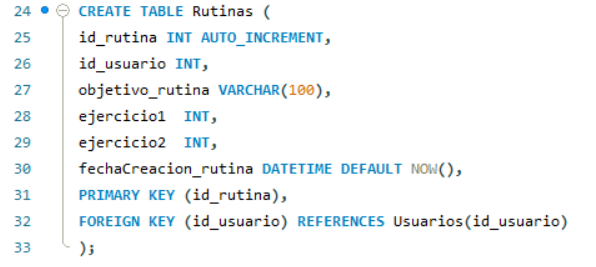 24 CREATE TABLE Rutinas (
25 id_rutina INT AUTO_INCREMENT,
26 id_usuario INT,
27 objetivo_rutina VARCHAR(100),
28 ejercicio1  INT,
29 ejercicio2  INT,
30 fechaCreacion_rutina DATETIME DEFAULT NOW(),
31 PRIMARY KEY (id_rutina),
32 FOREIGN KEY (id_usuario) REFERENCES Usuarios(id_usuario)
33 );